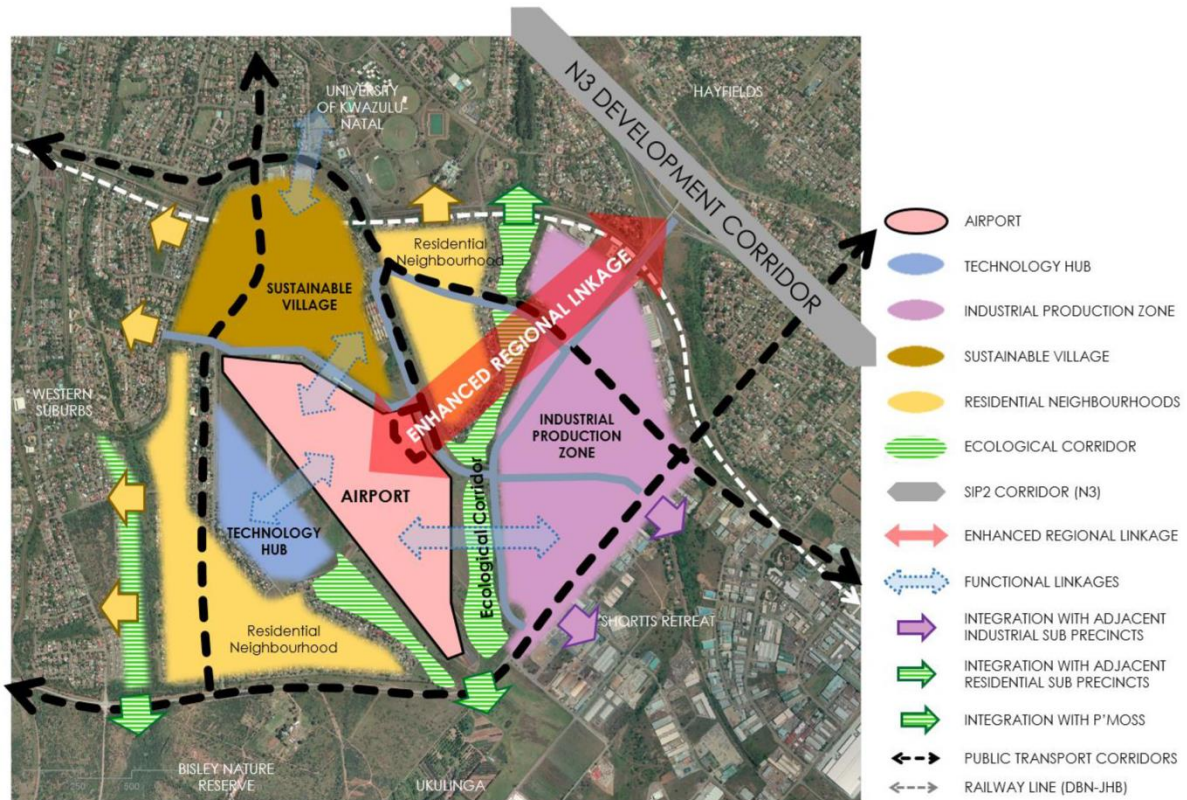 N3 DEVELOPMENT CORRIDOR
UNIVERSITY
OF KWAZULU-
NATAL
HAYFIELDS
Residential
Neighbourhood
SUSTAINABLE
VILLAGE
ENHANCED REGIONAL LNKAGE
WESTERN
SUBURBS
INDUSTRIAL
PRODUCTION
ZONE
AIRPORT
TECHNOLOGY
HUB
Ecological Corridor
Residential
Neighbourhood
SHORTTS RETREAT
BISLEY NATURE
RESERVE
UKULINGA
250
500
AIRPORT
TECHNOLOGY HUB
INDUSTRIAL PRODUCTION ZONE
SUSTAINABLE VILLAGE
RESIDENTIAL NEIGHBOURHOODS
ECOLOGICAL CORRIDOR
SIP2 CORRIDOR (N3)
ENHANCED REGIONAL LINKAGE
FUNCTIONAL LINKAGES
INTEGRATION WITH ADJACENT
INDUSTRIAL SUB PRECINCTS
INTEGRATION WITH ADJACENT
RESIDENTIAL SUB PRECINCTS
INTEGRATION WITH P'MOSS
PUBLIC TRANSPORT CORRIDORS
RAILWAY LINE (DBN-JHB)